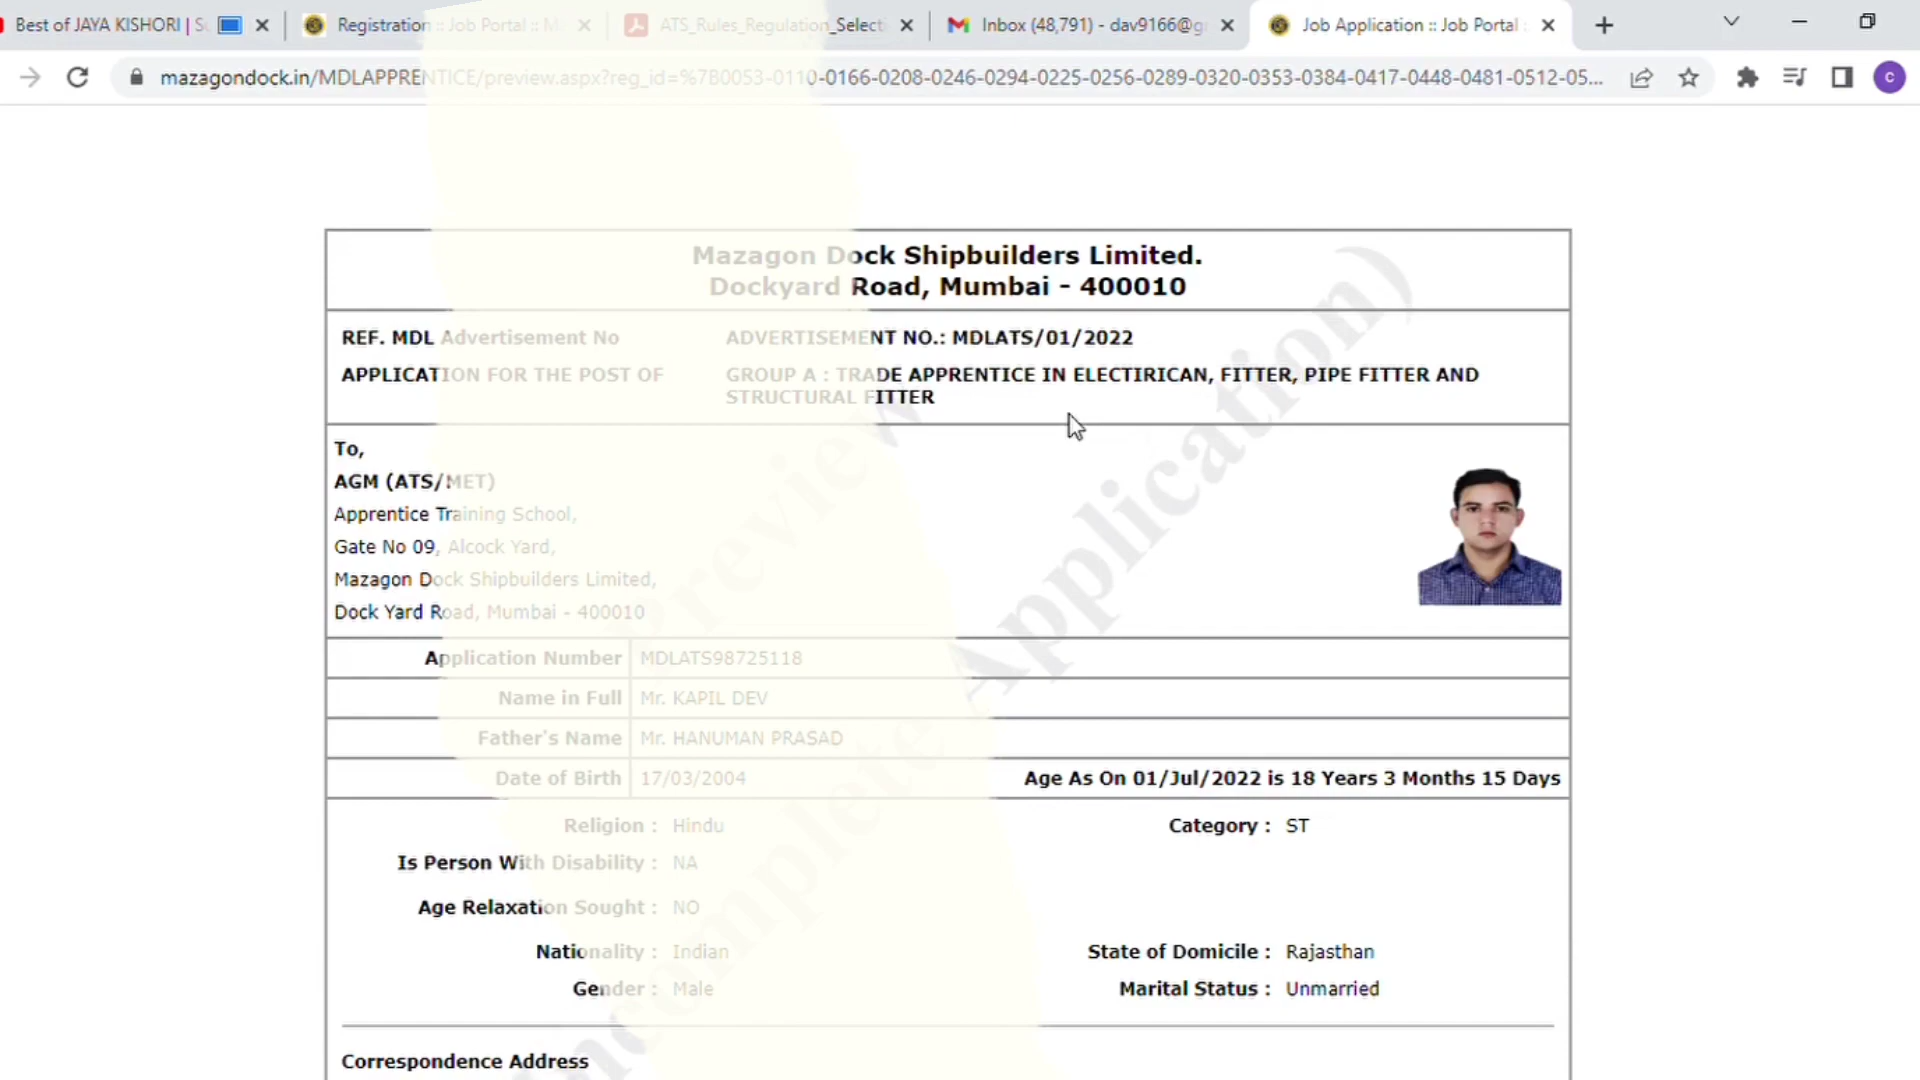 Best of JAYA KISHORI | S
Registration :: Job Portal :: M
ATS_Rules_Regulation_Select
Inbox (48,791) - dav9166@g
Job Application :: Job Portal :
mazagondock.in/MDLAPPRENTICE/preview.aspx?reg_id=%7B0053-0110-0166-0208-0246-0294-0225-0256-0289-0320-0353-0384-0417-0448-0481-0512-05...
C
Mazagon Dock Shipbuilders Limited.
Dockyard Road, Mumbai - 400010
REF. MDL Advertisement No ADVERTISEMENT NO.: MDLATS/01/2022
APPLICATION FOR THE POST OF GROUP A : TRADE APPRENTICE IN ELECTIRICAN, FITTER, PIPE FITTER AND
STRUCTURAL FITTER
To,
AGM (ATS/MET)
Apprentice Training School,
Gate No 09, Alcock Yard,
Mazagon Dock Shipbuilders Limited,
Dock Yard Road, Mumbai - 400010
Application Number MDLATS98725118
Name in Full Mr. KAPIL DEV
Father's Name Mr. HANUMAN PRASAD
Date of Birth 17/03/2004 Age As On 01/Jul/2022 is 18 Years 3 Months 15 Days
Religion : Hindu Category : ST
Is Person With Disability : NA
Age Relaxation Sought : NO
Nationality : Indian State of Domicile : Rajasthan
Gender : Male Marital Status : Unmarried
Correspondence Address
Preview
Incomplete Application)